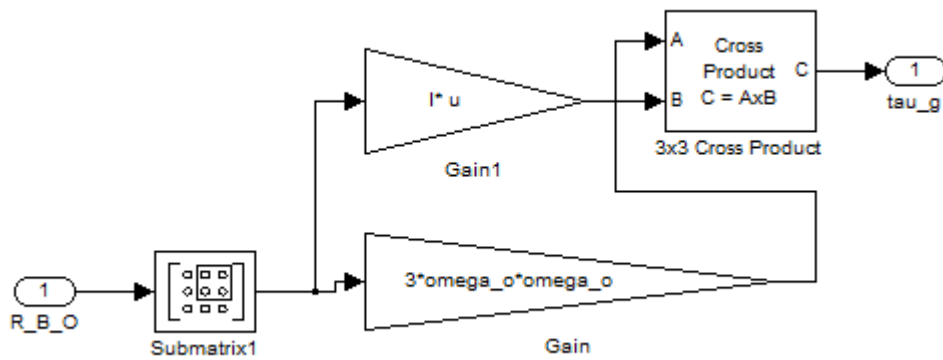 A
Cross
Product
C = AxB
C
B
3x3 Cross Product
1
tau_g
I* u
Gain1
3*omega_o*omega_o
Gain
1
R_B_O
Submatrix1